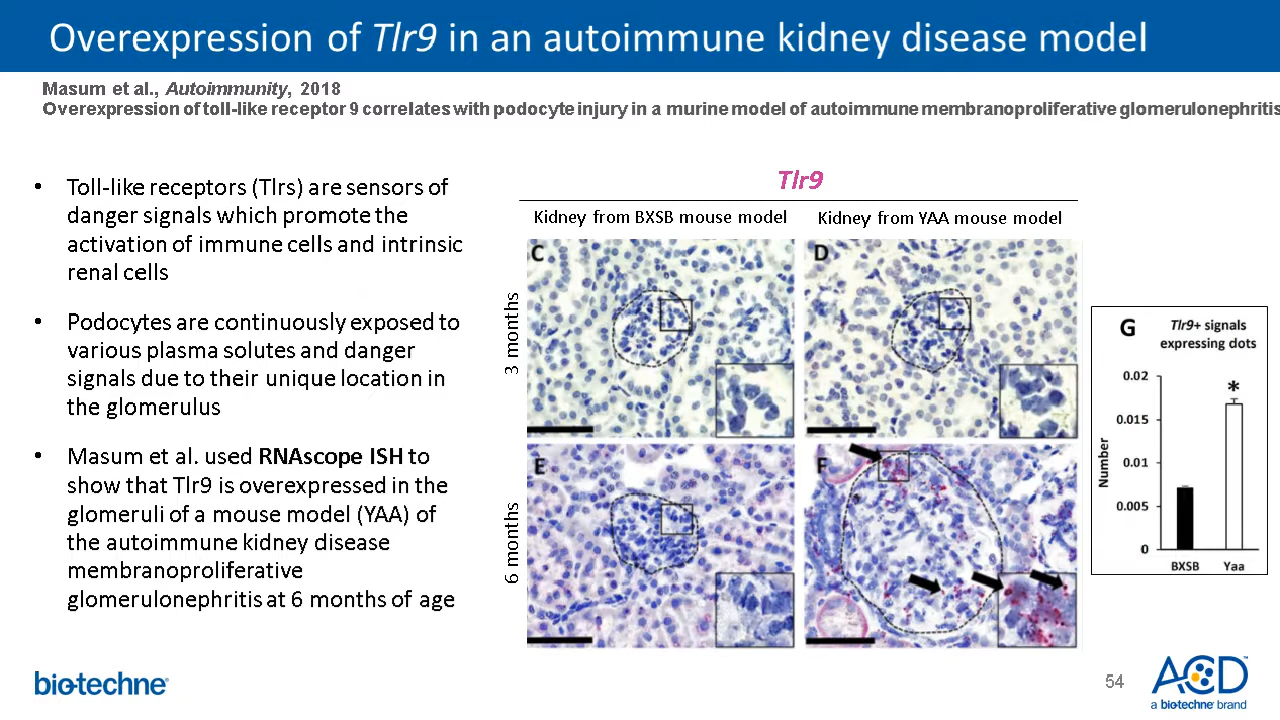 Overexpression of Tlr9 in an autoimmune kidney disease model
Masum et al., Autoimmunity, 2018
Overexpression of toll-like receptor 9 correlates with podocyte injury in a murine model of autoimmune membranoproliferative glomerulonephritis
• Toll-like receptors (Tlrs) are sensors of
danger signals which promote the
activation of immune cells and intrinsic
renal cells
• Podocytes are continuously exposed to
various plasma solutes and danger
signals due to their unique location in
the glomerulus
• Masum et al. used RNAscope ISH to
show that Tlr9 is overexpressed in the
glomeruli of a mouse model (YAA) of
the autoimmune kidney disease
membranoproliferative
glomerulonephritis at 6 months of age
Tlr9
Kidney from BXSB mouse model
Kidney from YAA mouse model
3 months
C
D
6 months
E
F
G
Tlr9+ signals
expressing dots
Number
0.02
0.015
0.01
0.005
0
*
BXSB
Yaa
bio-techne®
54
ACD™
a biotechne brand